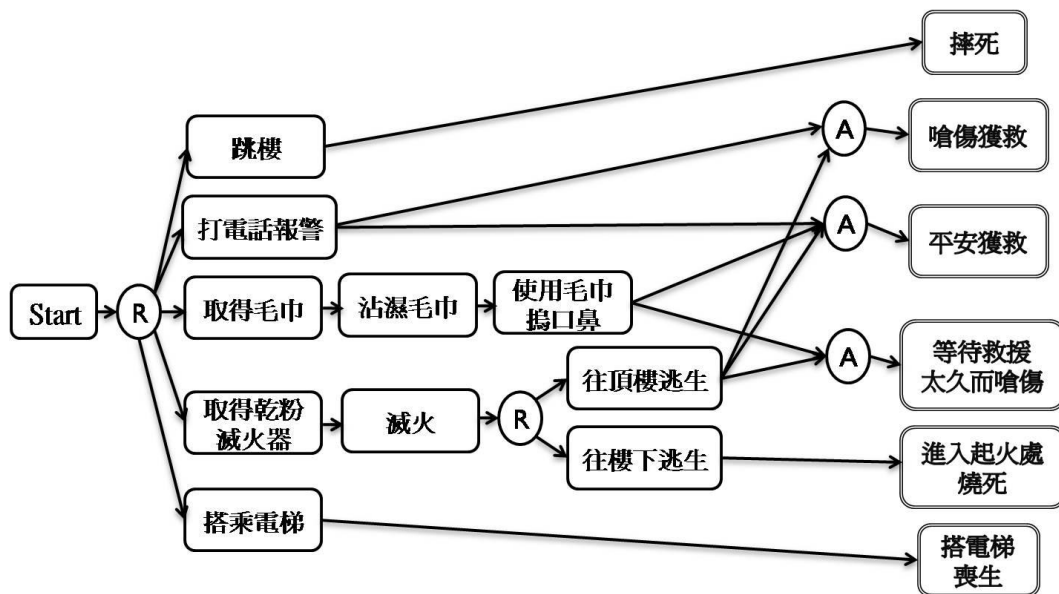 摔死
跳樓
A
嗆傷獲救
打電話報警
A
平安獲救
Start
R
取得毛巾
沾濕毛巾
使用毛巾
摀口鼻
往頂樓逃生
A
等待救援
太久而嗆傷
取得乾粉
滅火器
滅火
R
往樓下逃生
進入起火處
燒死
搭乘電梯
搭電梯
喪生